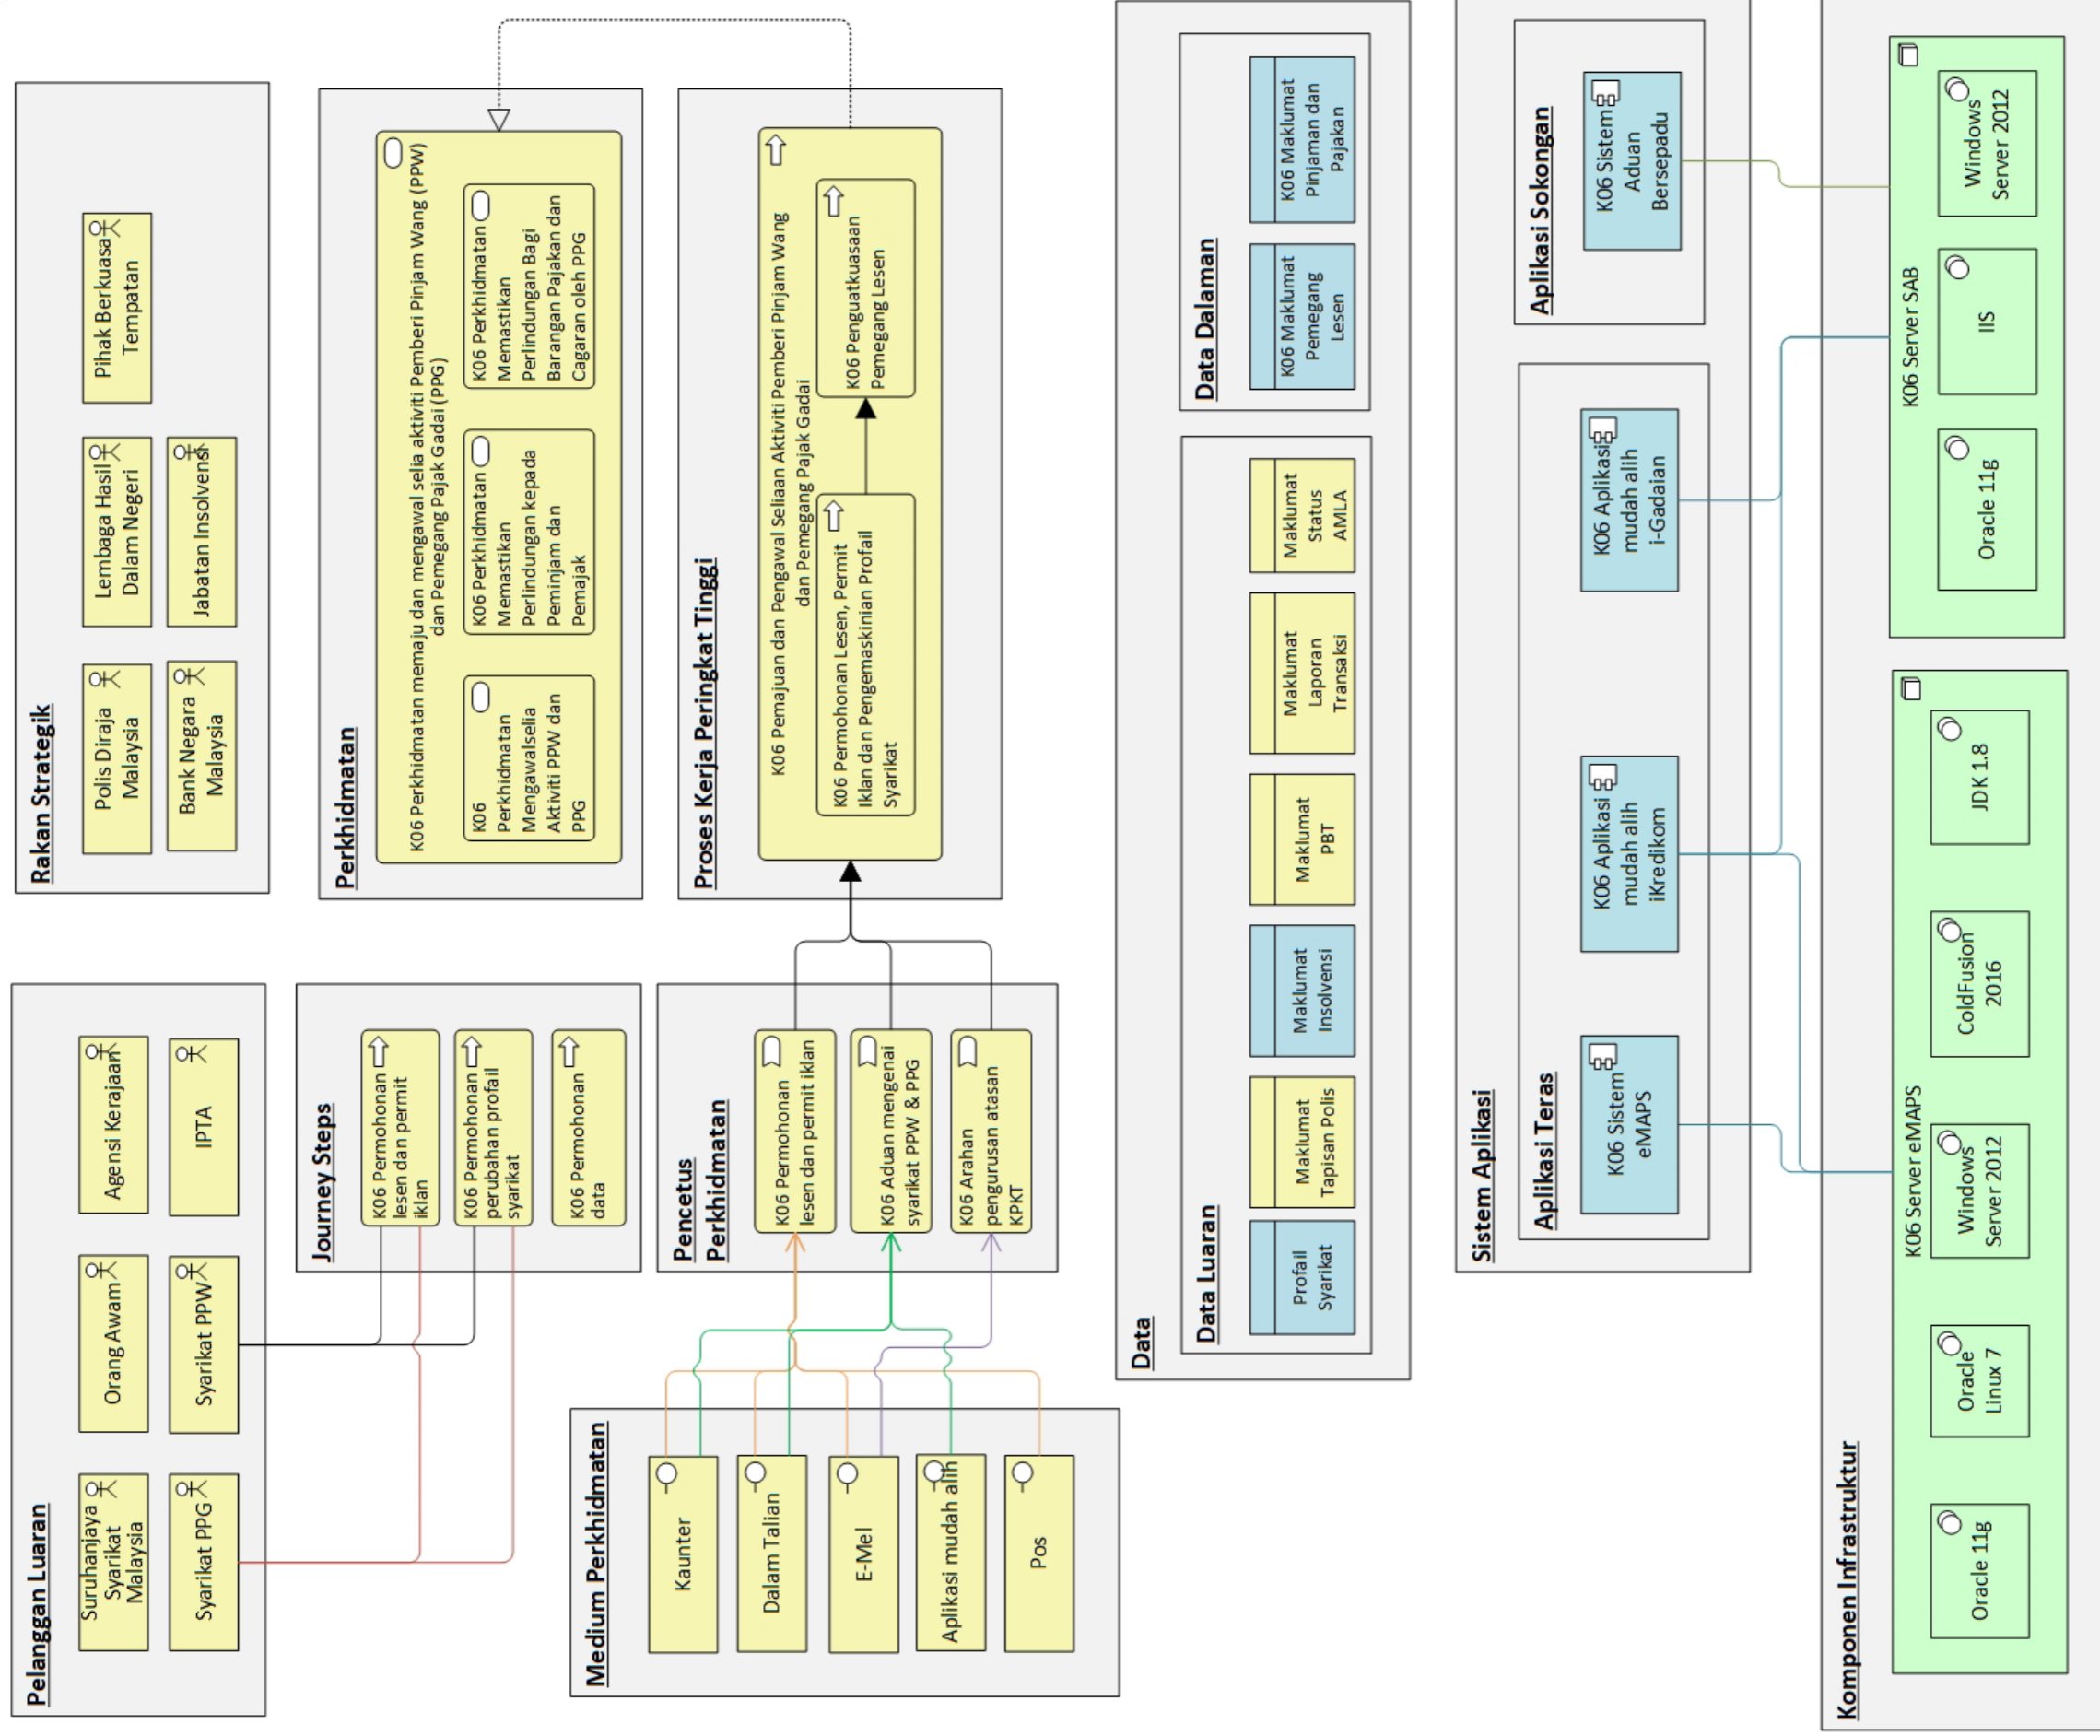 Pelanggan Luaran
Suruhanjaya
Syarikat
Malaysia
Orang Awam
Agensi Kerajaan
Syarikat PPG
Syarikat PPW
IPTA
Rakan Strategik
Polis Diraja
Malaysia
Lembaga Hasil
Dalam Negeri
Pihak Berkuasa
Tempatan
Bank Negara
Malaysia
Jabatan Insolvensi
Journey Steps
K06 Permohonan
lesen dan permit
iklan
K06 Permohonan
perubahan profail
syarikat
K06 Permohonan
data
Perkhidmatan
K06 Perkhidmatan memaju dan mengawal selia aktiviti Pemberi Pinjam Wang (PPW)
dan Pemegang Pajak Gadai (PPG)
K06
Perkhidmatan
Mengawalselia
Aktiviti PPW dan
PPG
K06 Perkhidmatan
Memastikan
Perlindungan kepada
Peminjam dan
Pemajak
K06 Perkhidmatan
Memastikan
Perlindungan Bagi
Barangan Pajakan dan
Cagaran oleh PPG
Medium Perkhidmatan
Kaunter
Dalam Talian
E-Mel
Aplikasi mudah alih
Pos
Pencetus
Perkhidmatan
K06 Permohonan
lesen dan permit iklan
K06 Aduan mengenai
syarikat PPW & PPG
K06 Arahan
pengurusan atasan
KPKT
Proses Kerja Peringkat Tinggi
K06 Pemajuan dan Pengawal Seliaan Aktiviti Pemberi Pinjam Wang
dan Pemegang Pajak Gadai
K06 Permohonan Lesen, Permit
Iklan dan Pengemaskinian Profail
Syarikat
K06 Penguatkuasaan
Pemegang Lesen
Data
Data Luaran
Profail
Syarikat
Maklumat
Tapisan Polis
Maklumat
Insolvensi
Maklumat
PBT
Maklumat
Laporan
Transaksi
Maklumat
Status
AMLA
Data Dalaman
K06 Maklumat
Pemegang
Lesen
K06 Maklumat
Pinjaman dan
Pajakan
Sistem Aplikasi
Aplikasi Teras
K06 Sistem
eMAPS
K06 Aplikasi
mudah alih
iKredikom
K06 Aplikasi
mudah alih
i-Gadaian
Aplikasi Sokongan
K06 Sistem
Aduan
Bersepadu
Komponen Infrastruktur
K06 Server eMAPS
Oracle 11g
Oracle
Linux 7
Windows
Server 2012
ColdFusion
2016
JDK 1.8
K06 Server SAB
Oracle 11g
IIS
Windows
Server 2012